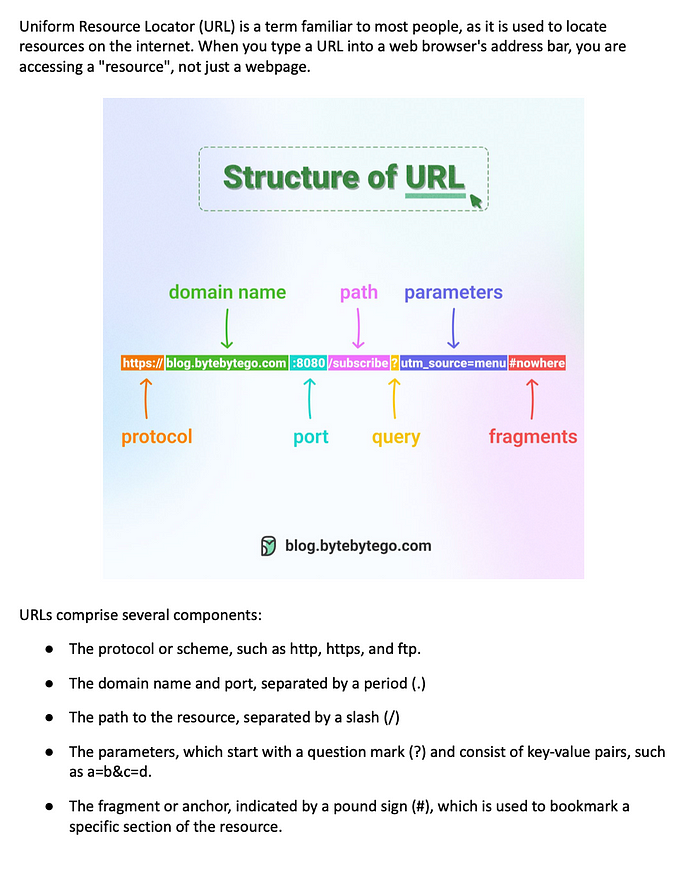 Uniform Resource Locator (URL) is a term familiar to most people, as it is used to locate
resources on the internet. When you type a URL into a web browser's address bar, you are
accessing a "resource", not just a webpage.
Structure of URL
domain name path parameters
https:// blog.bytebytego.com :8080 /subscribe ? utm_source=menu #nowhere
protocol port query fragments
blog.bytebytego.com
URLs comprise several components:
● The protocol or scheme, such as http, https, and ftp.
● The domain name and port, separated by a period (.)
● The path to the resource, separated by a slash (/)
● The parameters, which start with a question mark (?) and consist of key-value pairs, such
as a=b&c=d.
● The fragment or anchor, indicated by a pound sign (#), which is used to bookmark a
specific section of the resource.